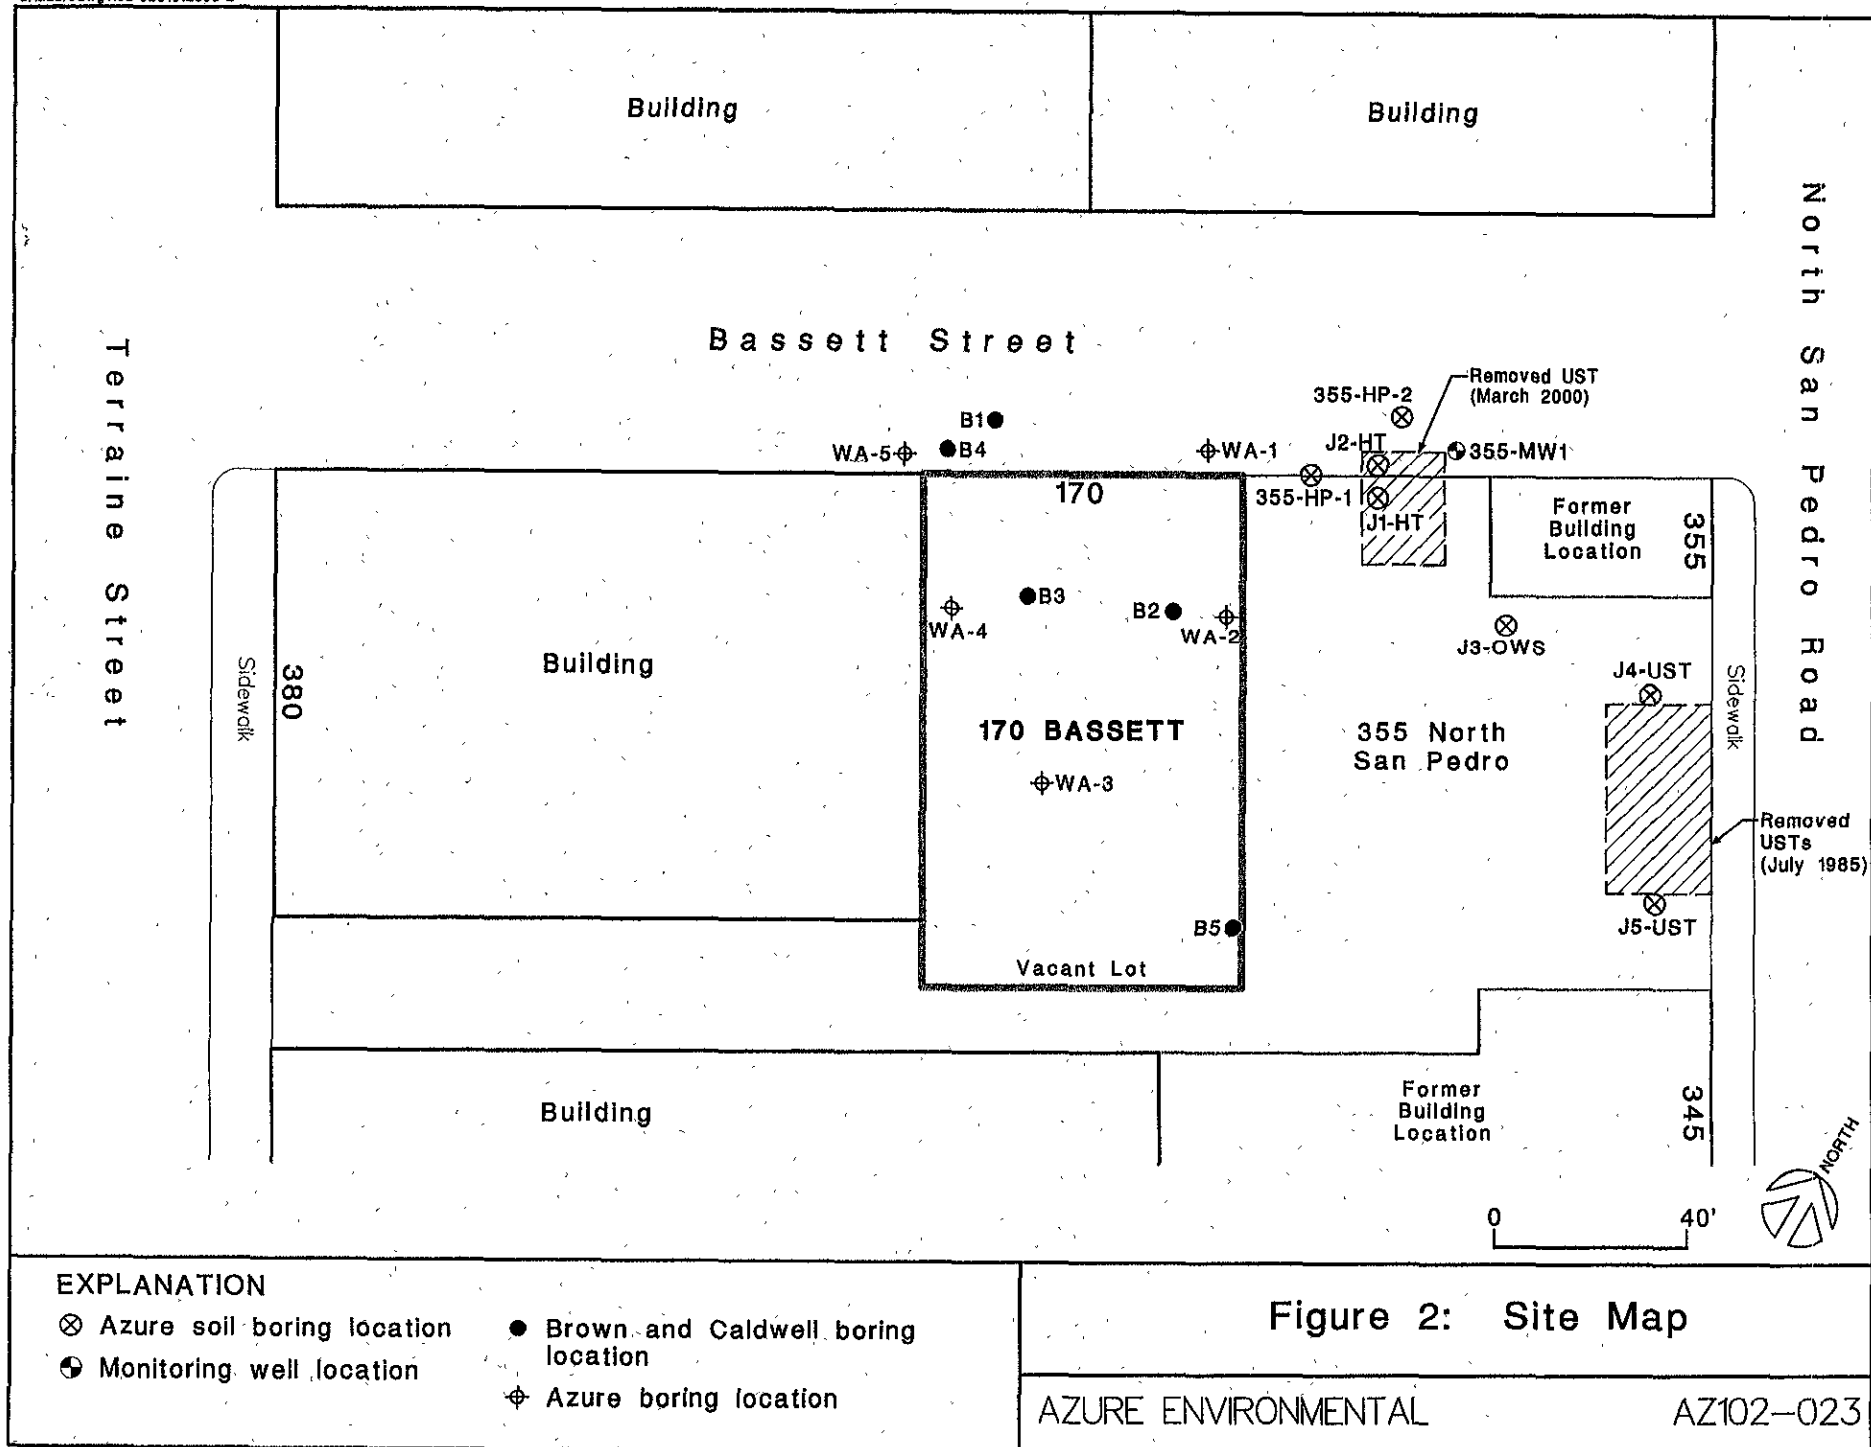 Building
Building
North San Pedro Road
Terraine Street
Bassett Street
Removed UST
(March 2000)
355-HP-2
B1
J2-HT
WA-5
B4
WA-1
355-MW1
170
355-HP-1
J1-HT
Former
Building
Location
355
B3
B2
WA-4
WA-2
J3-OWS
Sidewalk
380
Building
J4-UST
Sidewalk
170 BASSETT
355 North
San Pedro
WA-3
Removed
USTs
(July 1985)
B5
J5-UST
Vacant Lot
Building
Former
Building
Location
345
NORTH
0
40'
EXPLANATION
Azure soil boring location
Monitoring well location
Brown and Caldwell boring
location
Azure boring location
Figure 2: Site Map
AZURE ENVIRONMENTAL
AZ102-023